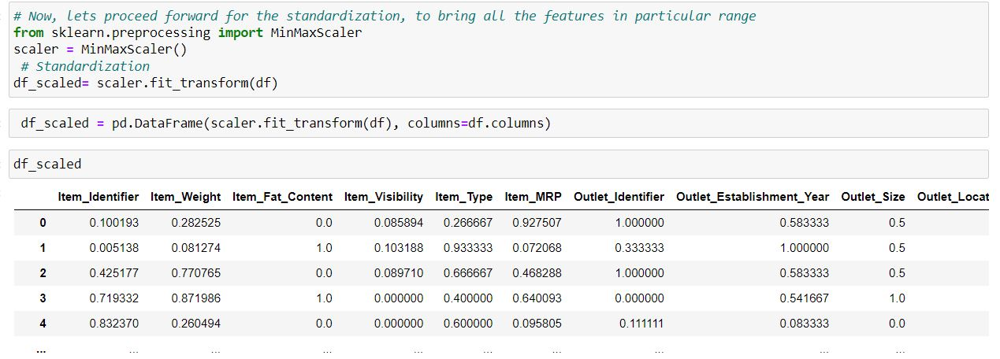 # Now, lets proceed forward for the standardization, to bring all the features in particular range
from sklearn.preprocessing import MinMaxScaler
scaler = MinMaxScaler()
# Standardization
df_scaled= scaler.fit_transform(df)
df_scaled = pd.DataFrame(scaler.fit_transform(df), columns=df.columns)
df_scaled
Item_Identifier Item_Weight Item_Fat_Content Item_Visibility Item_Type Item_MRP Outlet_Identifier Outlet_Establishment_Year Outlet_Size Outlet_Locat
0 0.100193 0.282525 0.0 0.085894 0.266667 0.927507 1.000000 0.583333 0.5
1 0.005138 0.081274 1.0 0.103188 0.933333 0.072068 0.333333 1.000000 0.5
2 0.425177 0.770765 0.0 0.089710 0.666667 0.468288 1.000000 0.583333 0.5
3 0.719332 0.871986 1.0 0.000000 0.400000 0.640093 0.000000 0.541667 1.0
4 0.832370 0.260494 0.0 0.000000 0.600000 0.095805 0.111111 0.083333 0.0
... ... ... ... ... ... ... ... ... ...